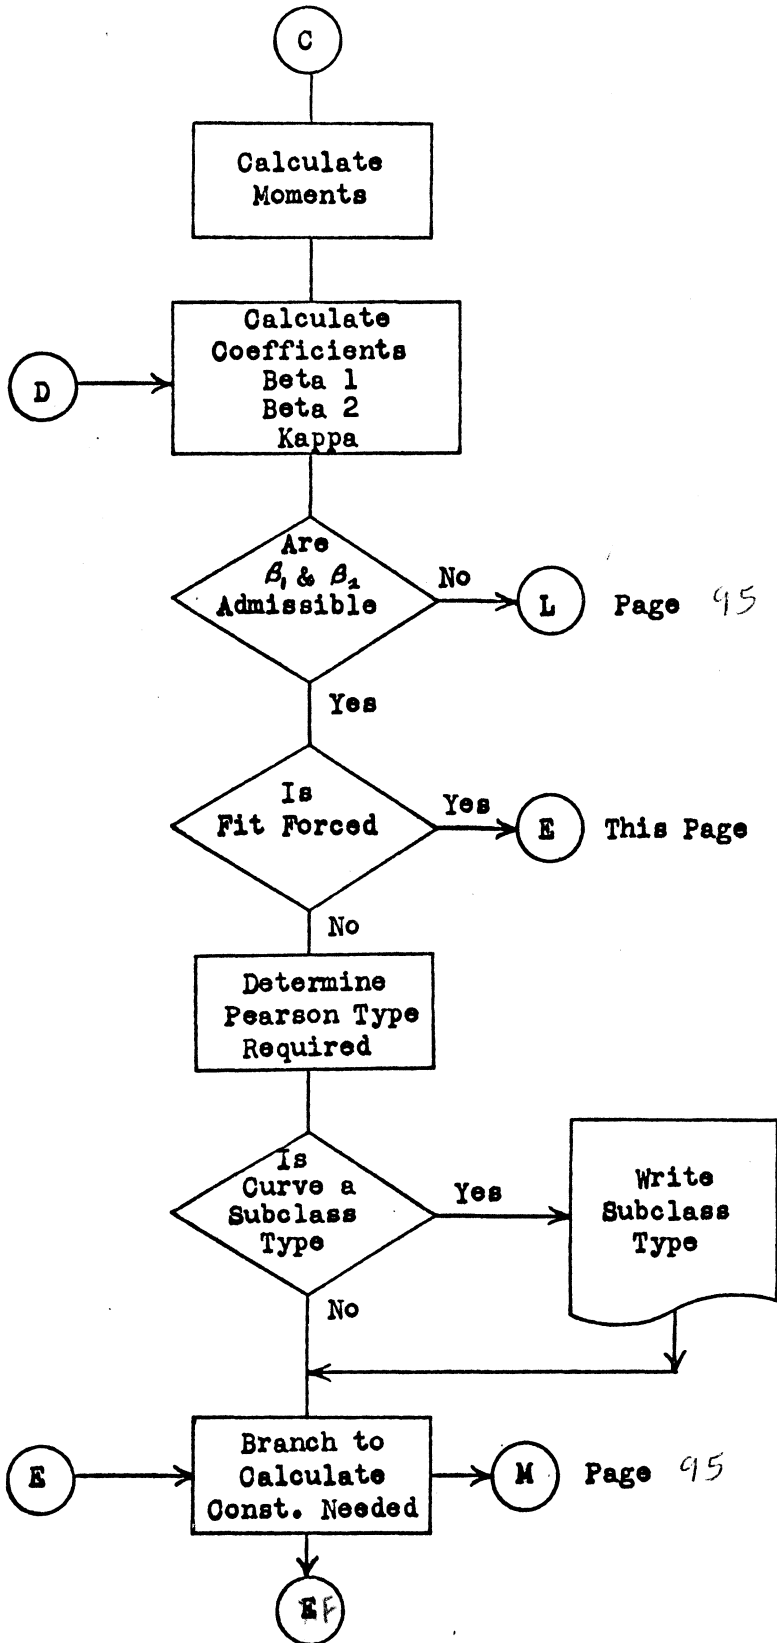 C
Calculate
Moments
Calculate
Coefficients
Beta 1
Beta 2
Kappa
D
Are
β₁ & β₂
Admissible
No
L
Page 95
Yes
Is
Fit Forced
Yes
E
This Page
No
Determine
Pearson Type
Required
Is
Curve a
Subclass
Type
Yes
Write
Subclass
Type
No
E
Branch to
Calculate
Const. Needed
M
Page 95
F